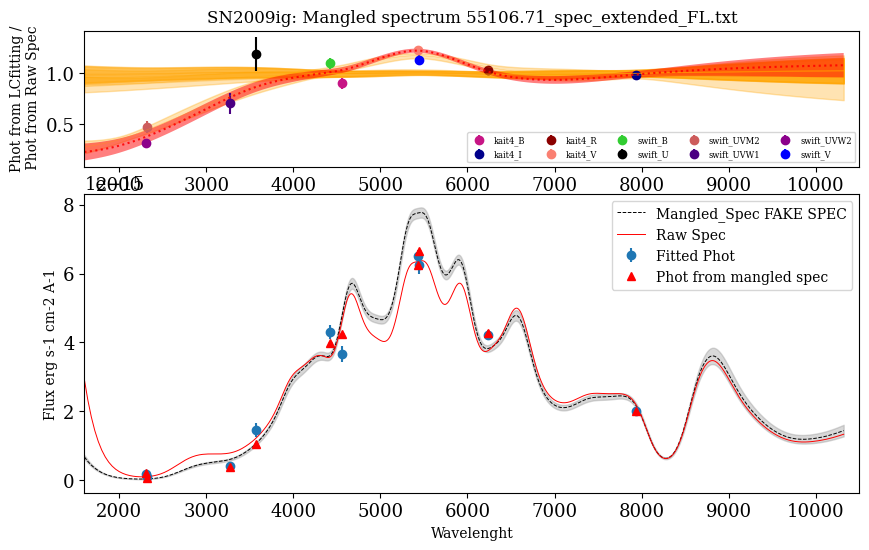 SN2009ig: Mangled spectrum 55106.71_spec_extended_FL.txt
Phot from LCfitting /
Phot from Raw Spec
1.0
0.5
kait4_B
kait4_R
swift_B
swift_UVM2
swift_UVW2
kait4_I
kait4_V
swift_U
swift_UVW1
swift_V
2000 3000 4000 5000 6000 7000 8000 9000 10000
1e−15
Flux erg s-1 cm-2 A-1
8
6
4
2
0
Mangled_Spec FAKE SPEC
Raw Spec
Fitted Phot
Phot from mangled spec
2000 3000 4000 5000 6000 7000 8000 9000 10000
Wavelenght